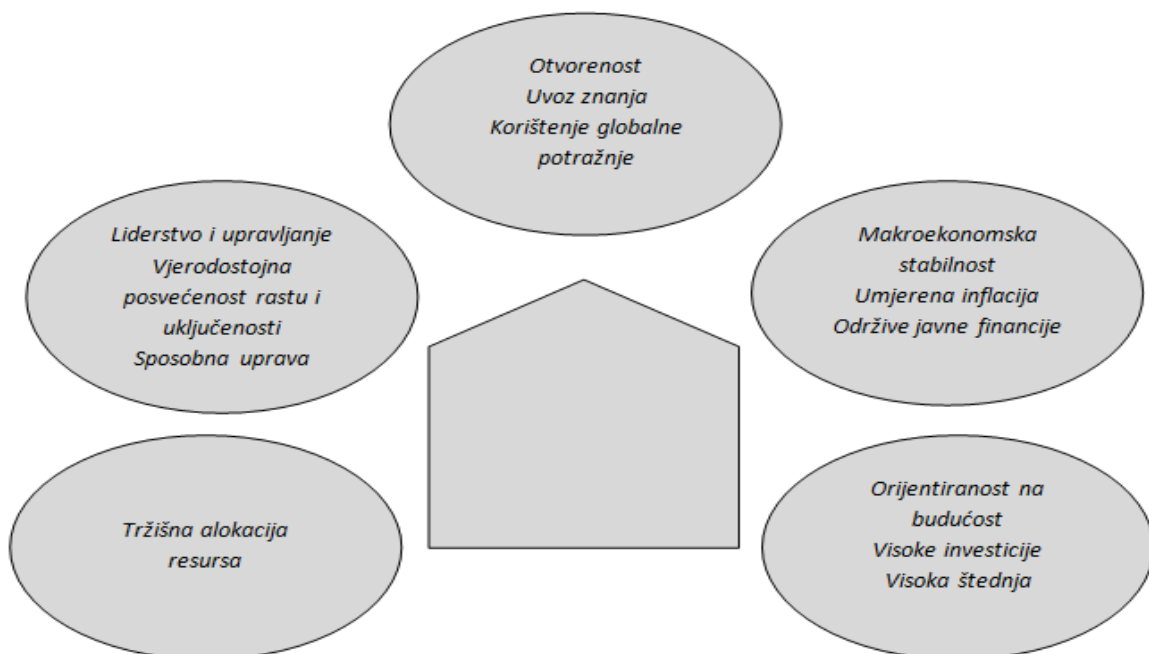 Otvorenost
Uvoz znanja
Korištenje globalne
potražnje
Liderstvo i upravljanje
Vjerodostojna
posvećenost rastu i
uključenosti
Sposobna uprava
Makroekonomska
stabilnost
Umjerena inflacija
Održive javne financije
Tržišna alokacija
resursa
Orijentiranost na
budućost
Visoke investicije
Visoka štednja